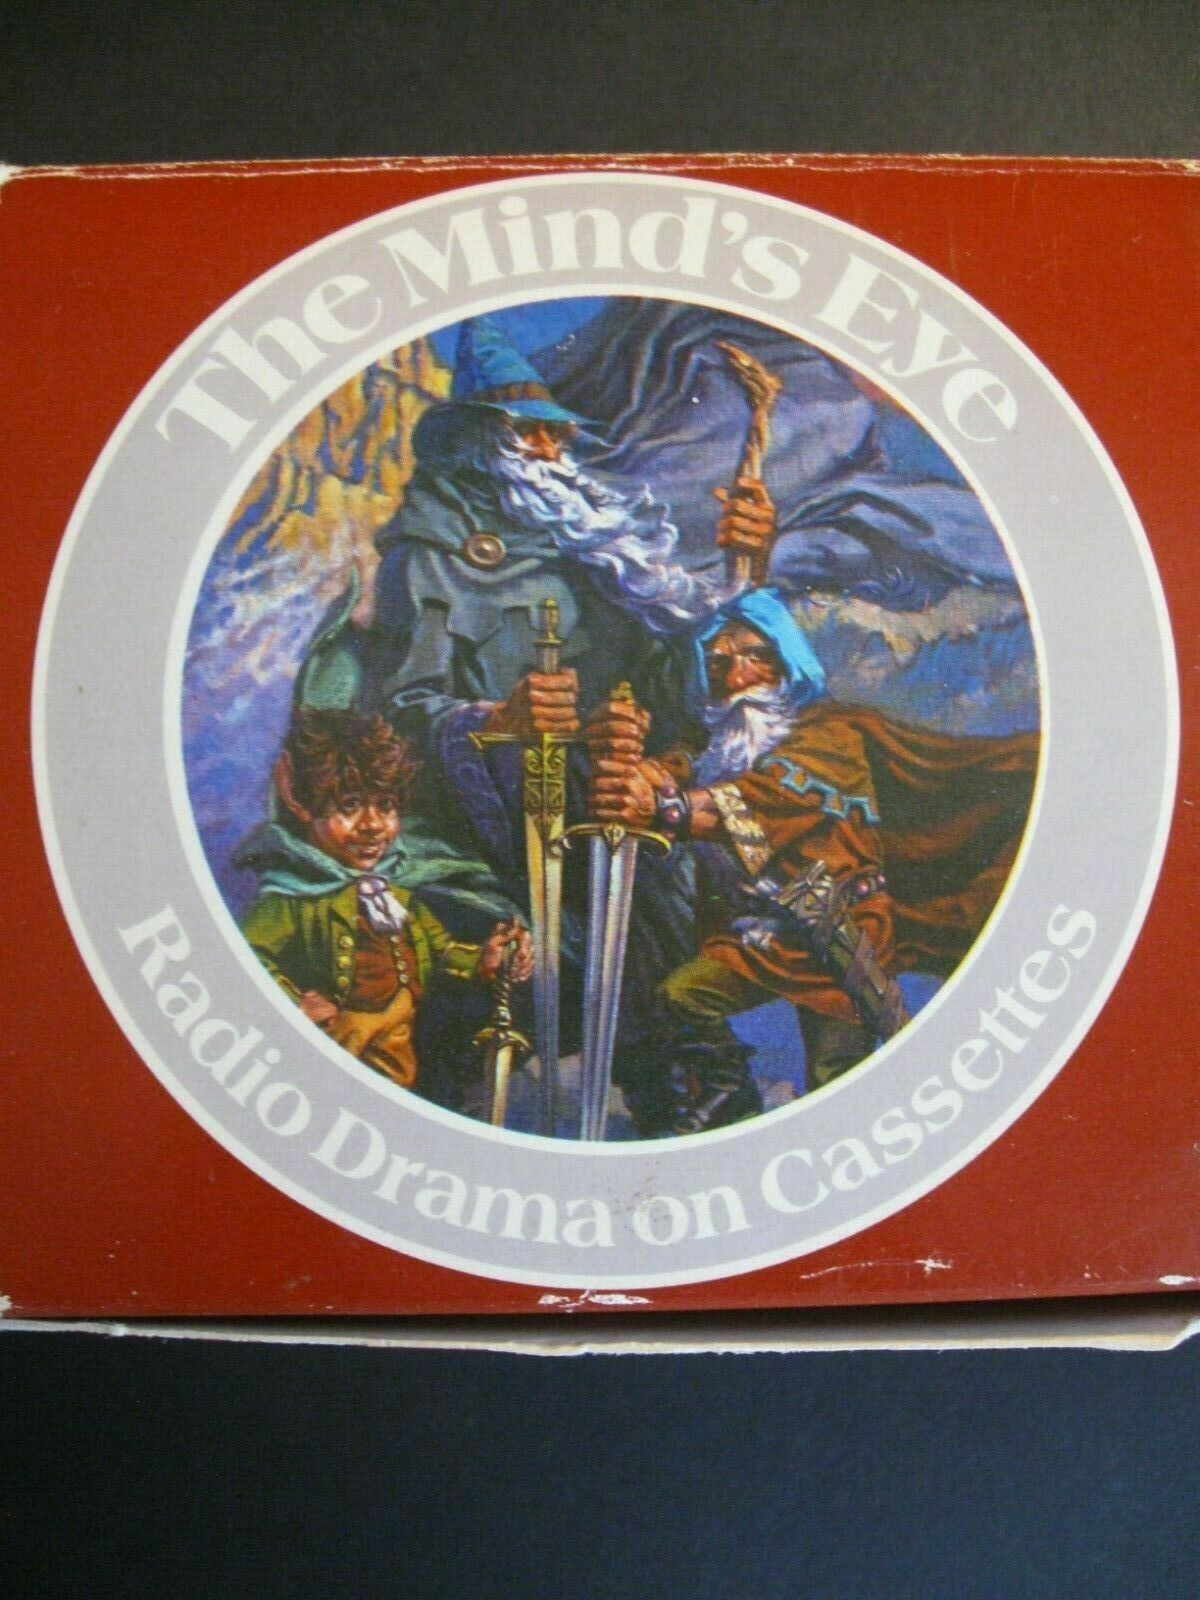 The Mind's Eye
Radio Drama on Cassettes